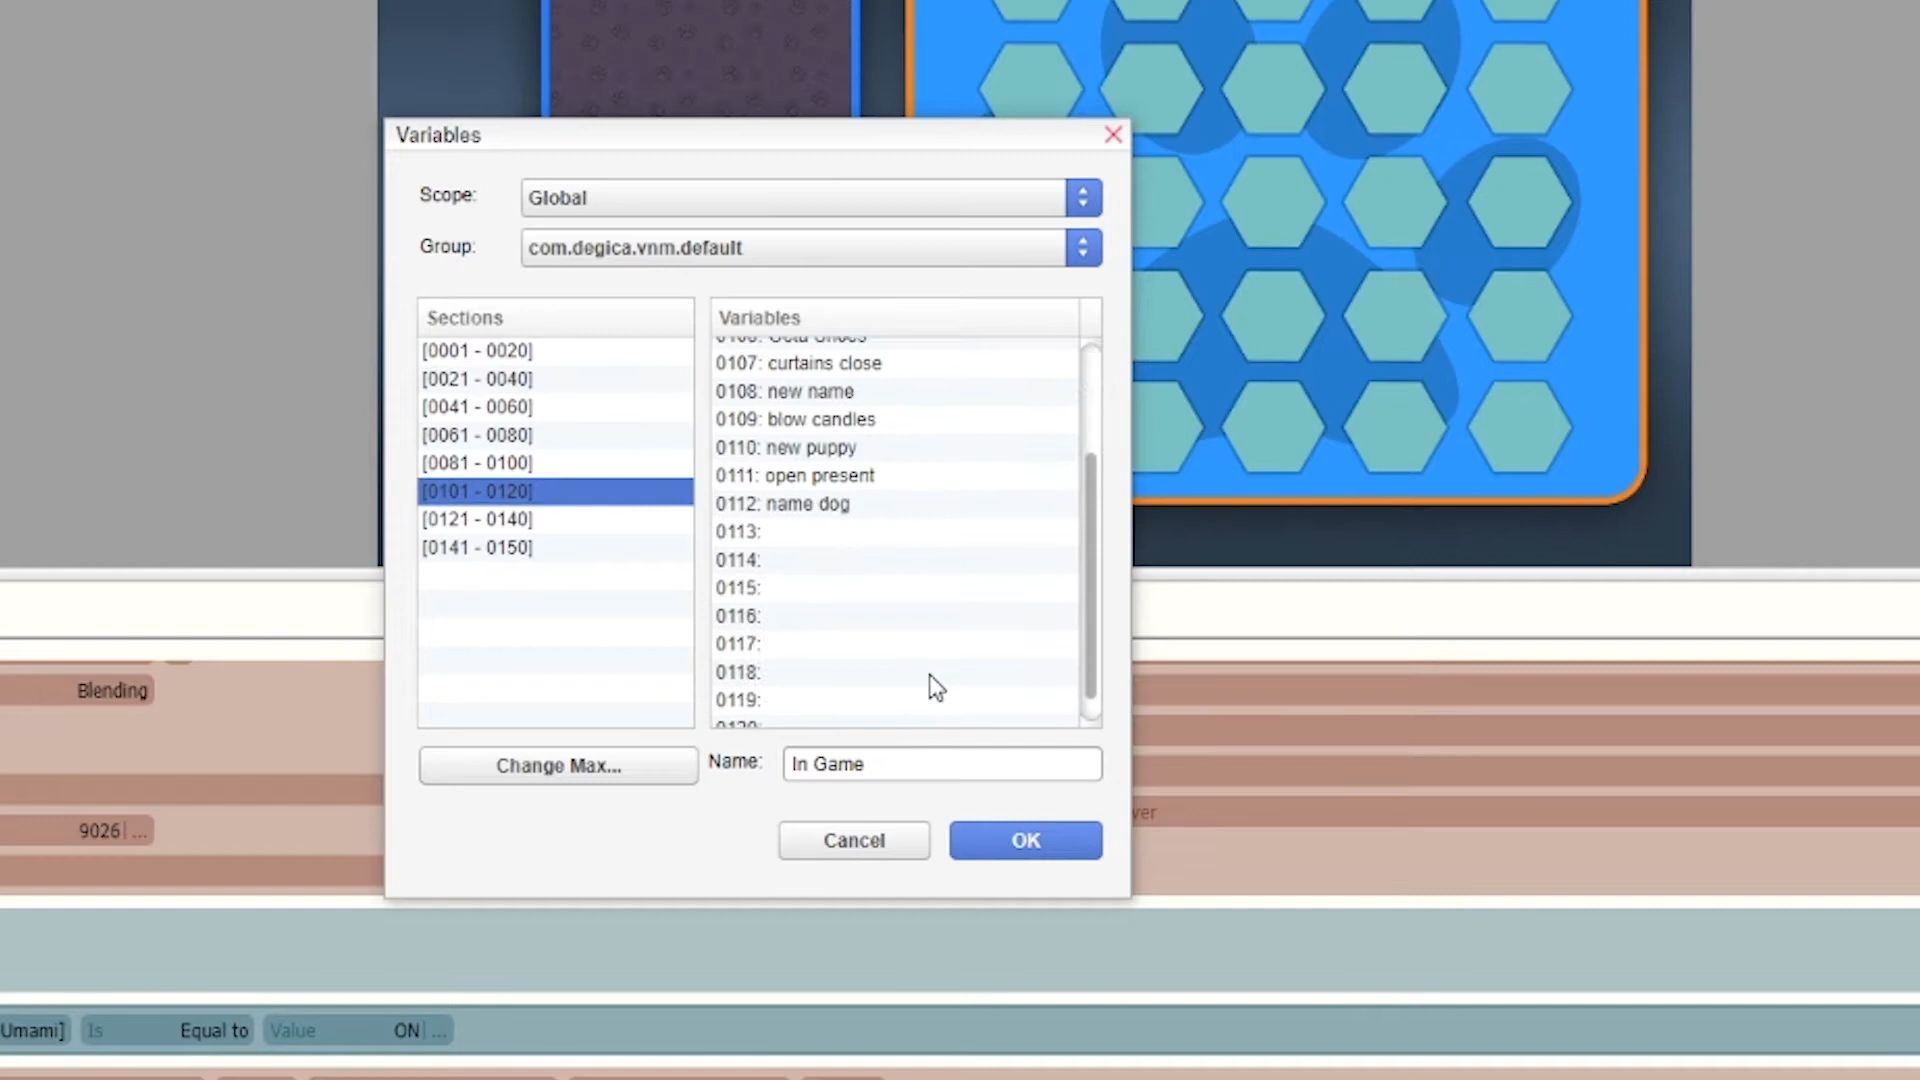 Variables
Scope:
Global
Group:
com.degica.vnm.default
Sections
[0001 - 0020]
[0021 - 0040]
[0041 - 0060]
[0061 - 0080]
[0081 - 0100]
[0101 - 0120]
[0121 - 0140]
[0141 - 0150]
Variables
0107: curtains close
0108: new name
0109: blow candles
0110: new puppy
0111: open present
0112: name dog
0113:
0114:
0115:
0116:
0117:
0118:
0119:
0120:
Change Max...
Name:
In Game
Cancel
OK
Blending
9026 ...
ver
Umami] Is Equal to Value ON ...